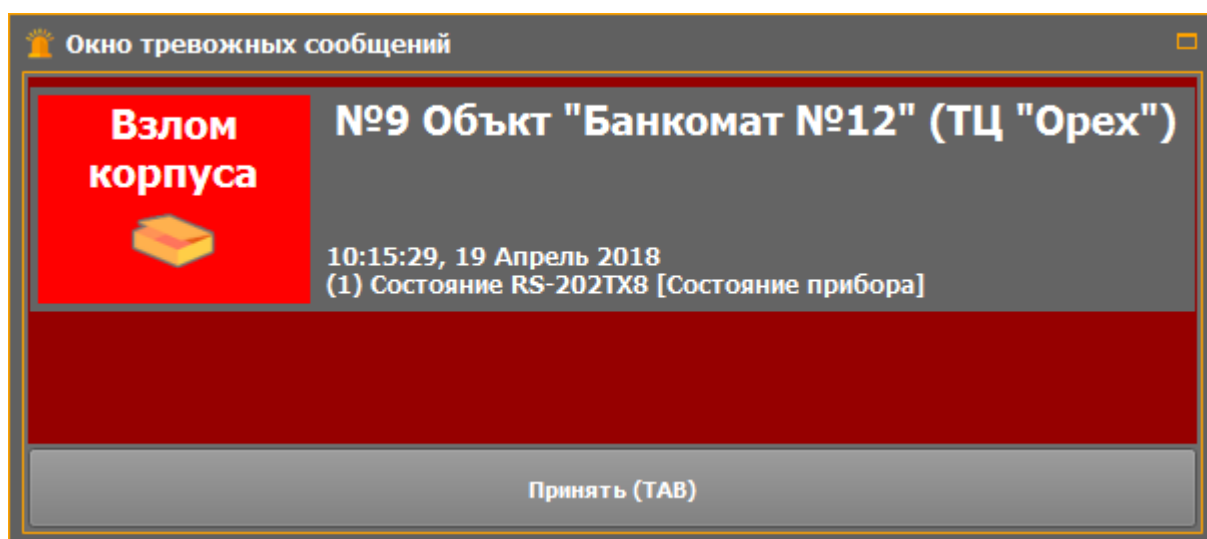 Окно тревожных сообщений
Взлом
корпуса
№9 Объкт "Банкомат №12" (ТЦ "Орех")
10:15:29, 19 Апрель 2018
(1) Состояние RS-202TX8 [Состояние прибора]
Принять (TAB)